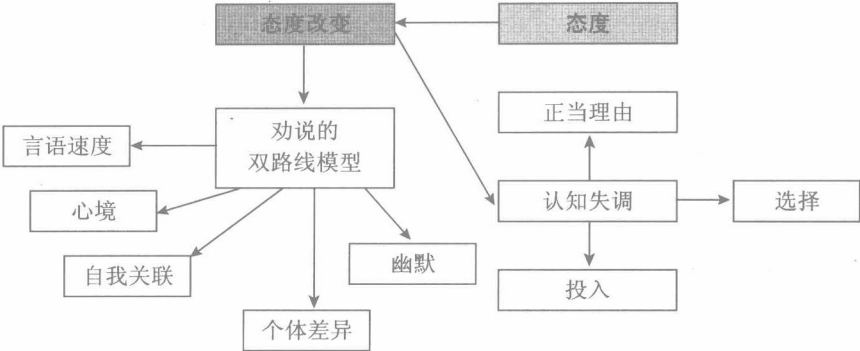 态度改变
态度
正当理由
劝说的
双路线模型
言语速度
认知失调
选择
心境
幽默
自我关联
投入
个体差异